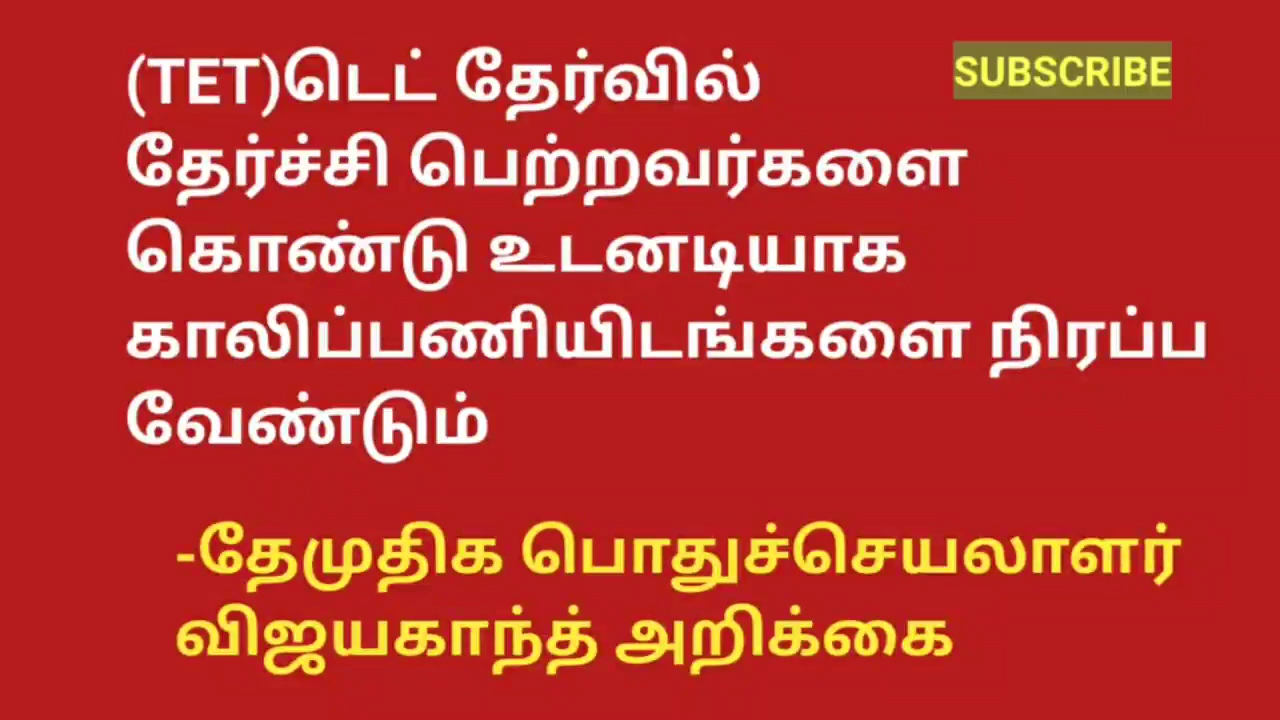 (TET)டெட் தேர்வில்
SUBSCRIBE
தேர்ச்சி பெற்றவர்களை
கொண்டு உடனடியாக
காலிப்பணியிடங்களை நிரப்ப
வேண்டும்
-தேமுதிக பொதுச்செயலாளர்
விஜயகாந்த் அறிக்கை